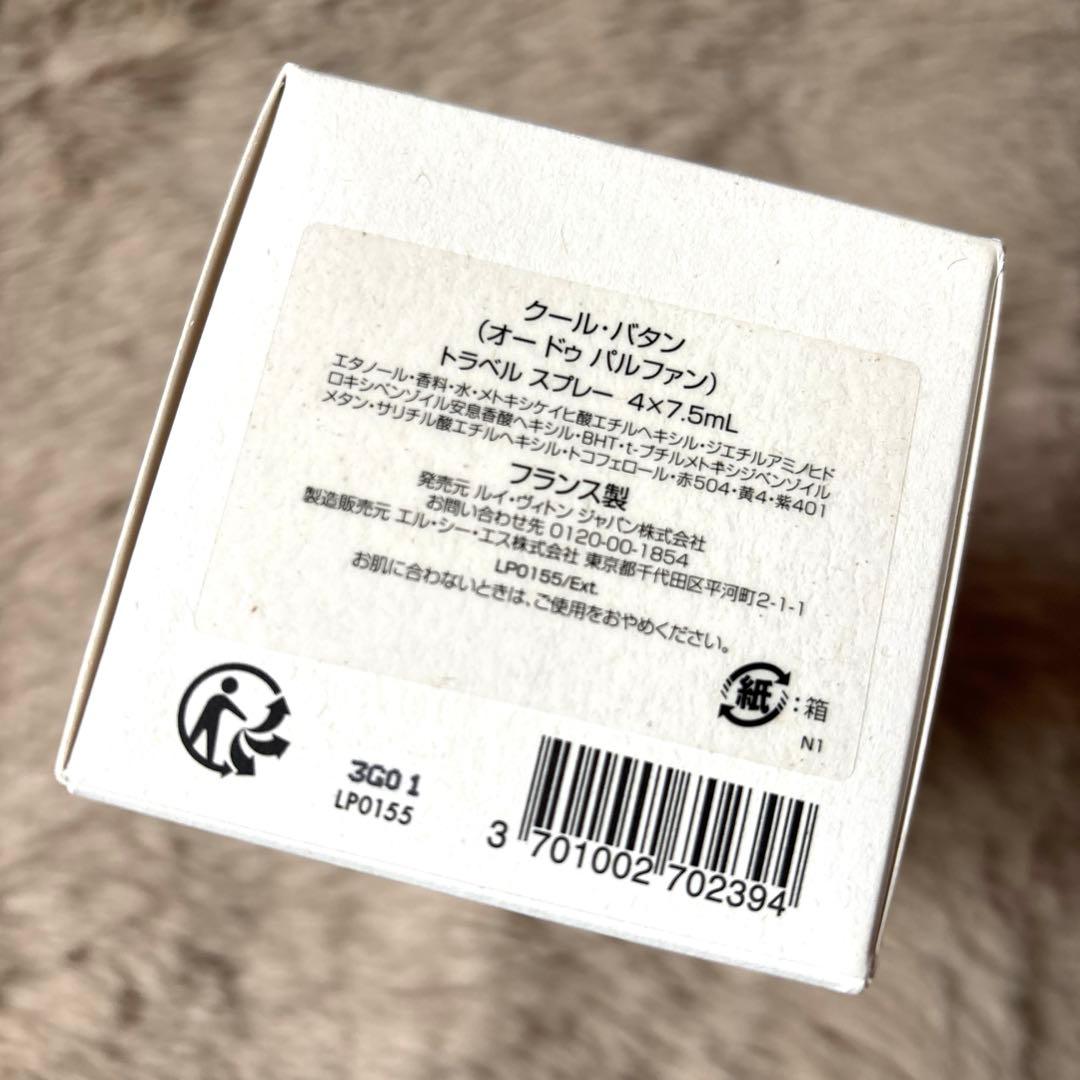 クール・バタン
(オー ドゥ パルファン)
トラベル スプレー 4×7.5mL
エタノール・香料・水・メトキシケイヒ酸エチルヘキシル・ジエチルアミノヒド
ロキシベンゾイル安息香酸ヘキシル・BHT・t-ブチルメトキシジベンゾイル
メタン・サリチル酸エチルヘキシル・トコフェロール・赤504・黄4・紫401
フランス製
発売元 ルイ・ヴィトン ジャパン株式会社
お問い合わせ先 0120-00-1854
製造販売元 エル・シー・エス株式会社 東京都千代田区平河町2-1-1
LP0155/Ext.
お肌に合わないときは、ご使用をおやめください。
紙:箱
N1
3G01
LP0155
3 701002 702394